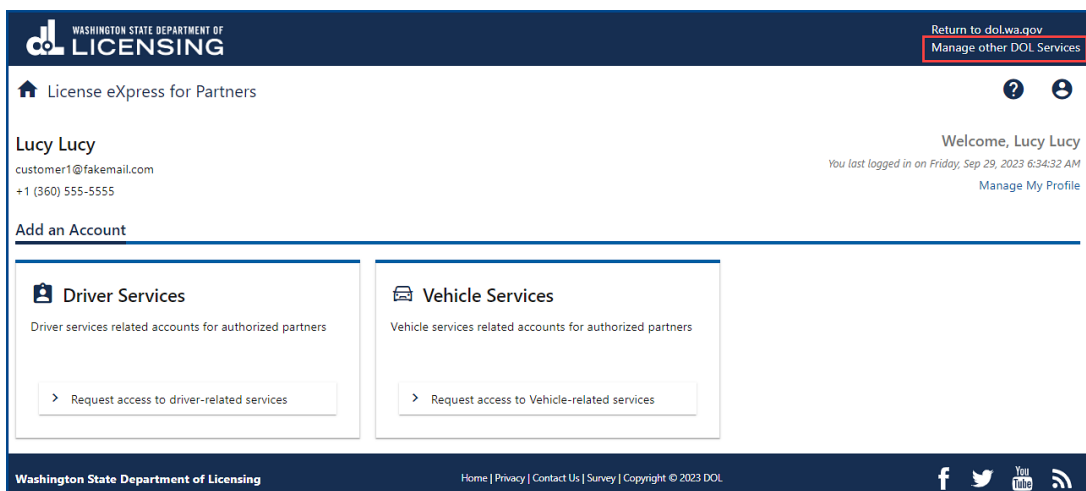 WASHINGTON STATE DEPARTMENT OF
LICENSING
Return to dol.wa.gov
Manage other DOL Services
License eXpress for Partners
Lucy Lucy
customer1@fakemail.com
+1 (360) 555-5555
Welcome, Lucy Lucy
You last logged in on Friday, Sep 29, 2023 6:34:32 AM
Manage My Profile
Add an Account
Driver Services
Driver services related accounts for authorized partners
Request access to driver-related services
Vehicle Services
Vehicle services related accounts for authorized partners
Request access to Vehicle-related services
Washington State Department of Licensing
Home | Privacy | Contact Us | Survey | Copyright © 2023 DOL
You
Tube